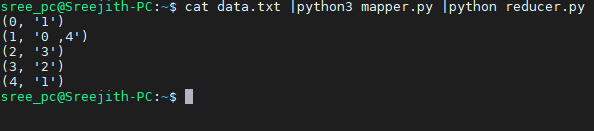 sree_pc@Sreejith-PC:~$ cat data.txt |python3 mapper.py |python reducer.py
(0, '1')
(1, '0 ,4')
(2, '3')
(3, '2')
(4, '1')
sree_pc@Sreejith-PC:~$